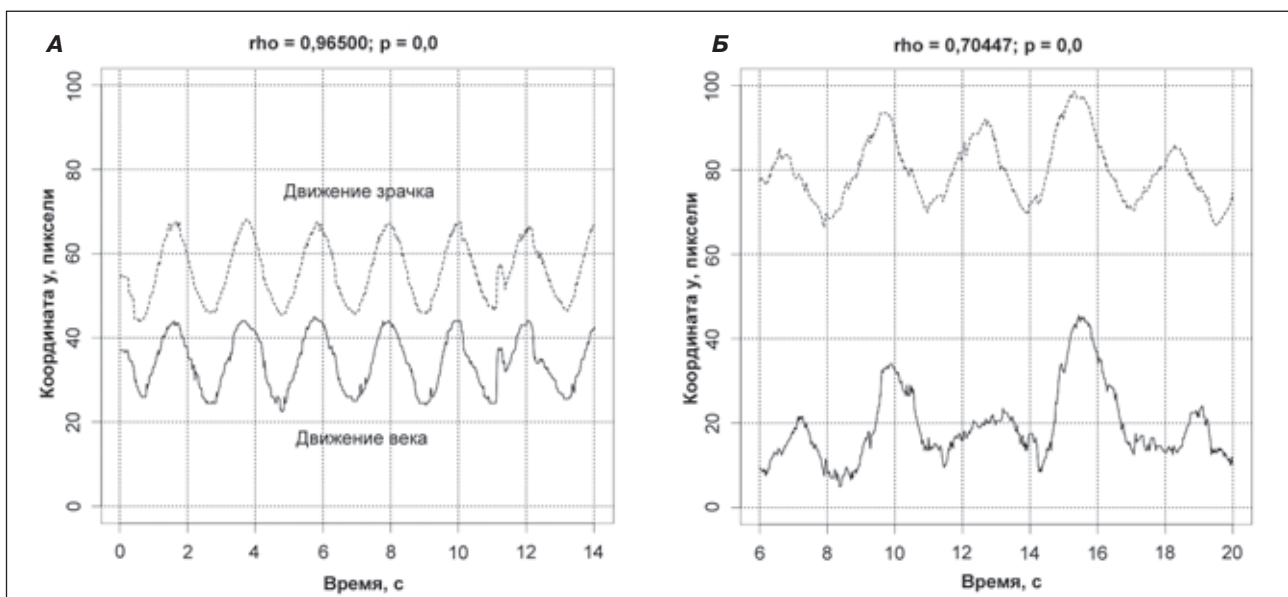 А
rho = 0,96500; p = 0,0
Координата y, пиксели
100
80
60
40
20
0
Движение зрачка
Движение века
0 2 4 6 8 10 12 14
Время, с
Б
rho = 0,70447; p = 0,0
Координата y, пиксели
100
80
60
40
20
0
6 8 10 12 14 16 18 20
Время, с